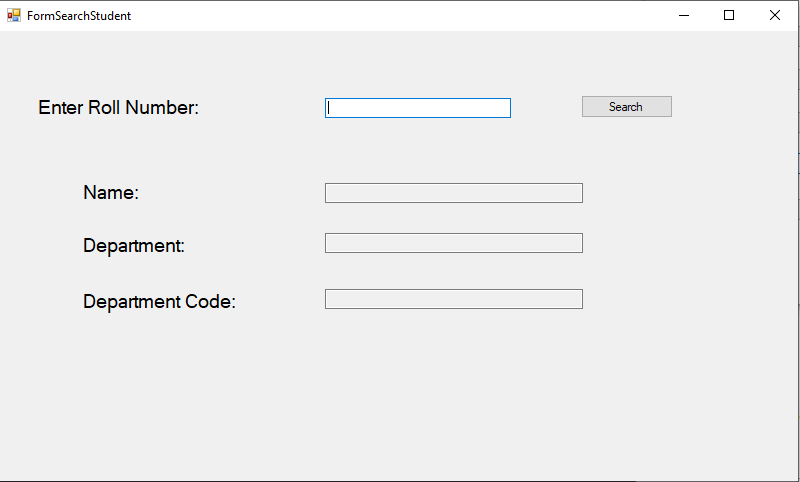 FormSearchStudent
Enter Roll Number:
Search
Name:
Department:
Department Code: